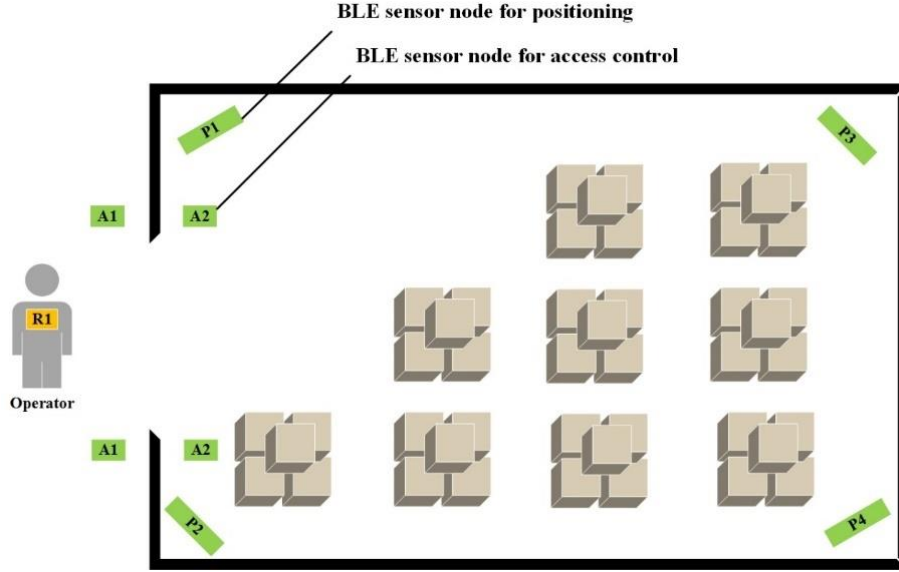 BLE sensor node for positioning
BLE sensor node for access control
P1
P3
A1
A2
R1
Operator
A1
A2
P2
P4